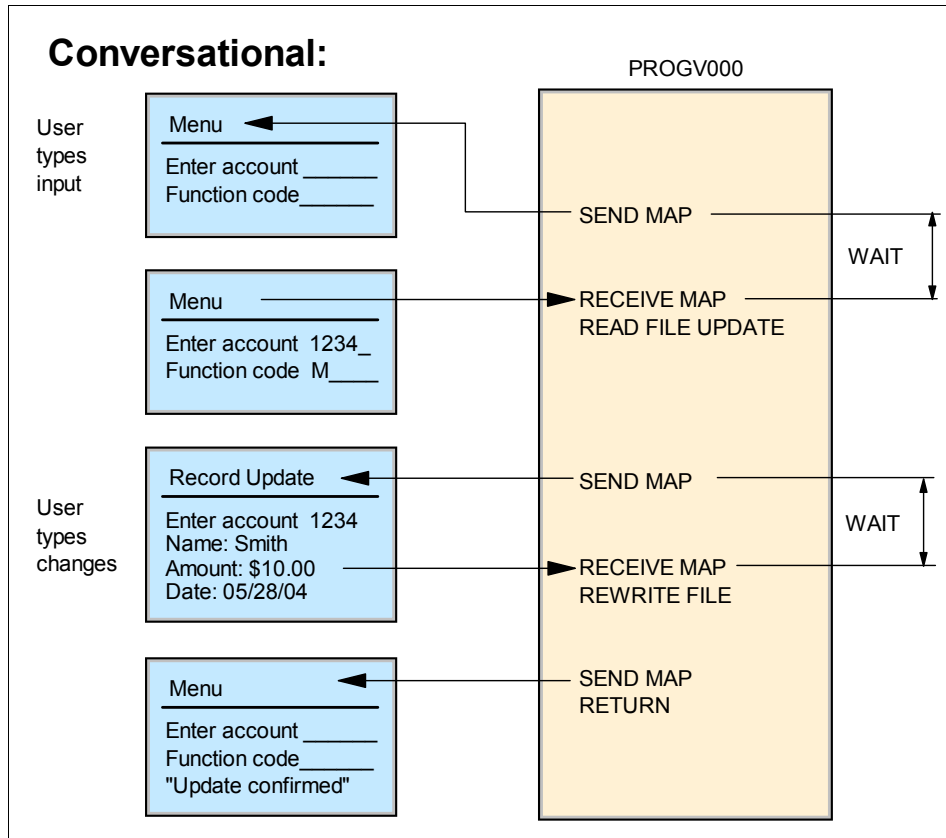 Conversational:
PROGV000
User
types
input
Menu
Enter account ______
Function code______
SEND MAP
WAIT
Menu
Enter account 1234_
Function code M____
RECEIVE MAP
READ FILE UPDATE
User
types
changes
Record Update
Enter account 1234
Name: Smith
Amount: $10.00
Date: 05/28/04
SEND MAP
WAIT
RECEIVE MAP
REWRITE FILE
Menu
Enter account ______
Function code______
"Update confirmed"
SEND MAP
RETURN